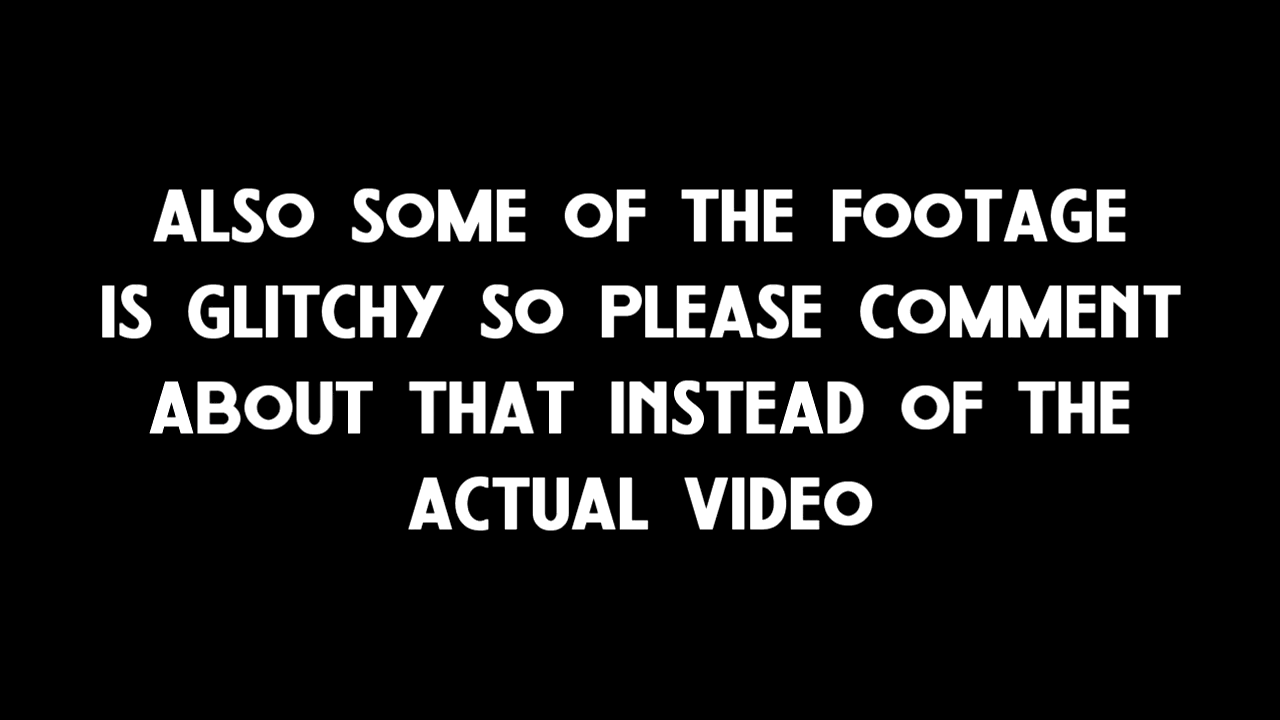 ALSO SOME OF THE FOOTAGE
IS GLITCHY SO PLEASE COMMENT
ABOUT THAT INSTEAD OF THE
ACTUAL VIDEO